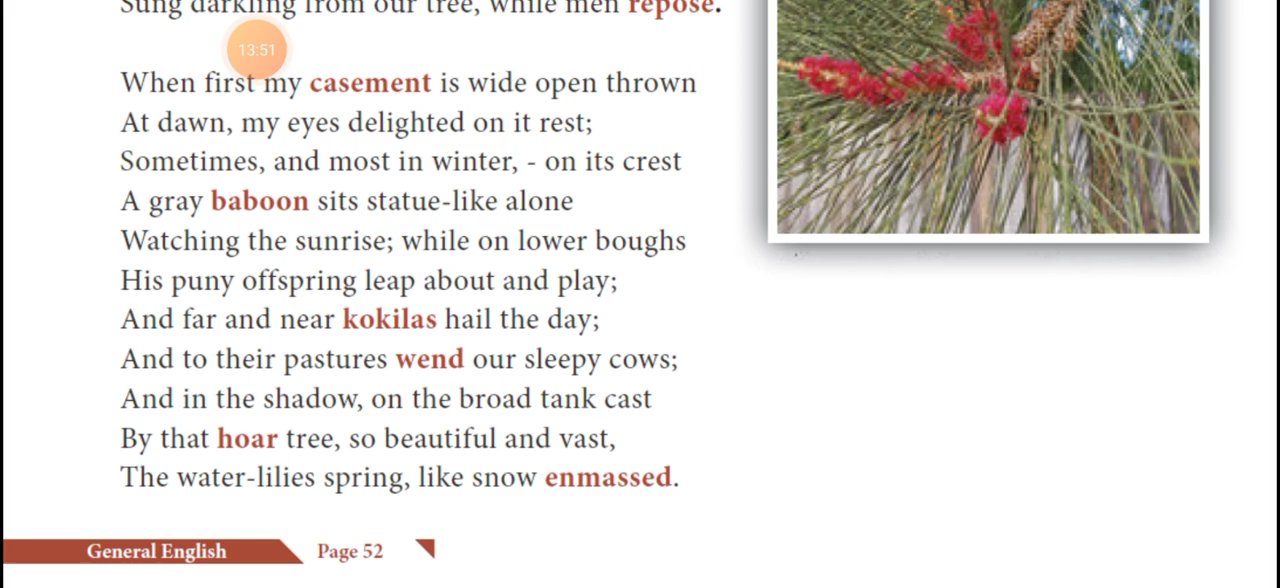 Sung darkling from our tree, while men repose.
13:51
When first my casement is wide open thrown
At dawn, my eyes delighted on it rest;
Sometimes, and most in winter, - on its crest
A gray baboon sits statue-like alone
Watching the sunrise; while on lower boughs
His puny offspring leap about and play;
And far and near kokilas hail the day;
And to their pastures wend our sleepy cows;
And in the shadow, on the broad tank cast
By that hoar tree, so beautiful and vast,
The water-lilies spring, like snow enmassed.
General English Page 52